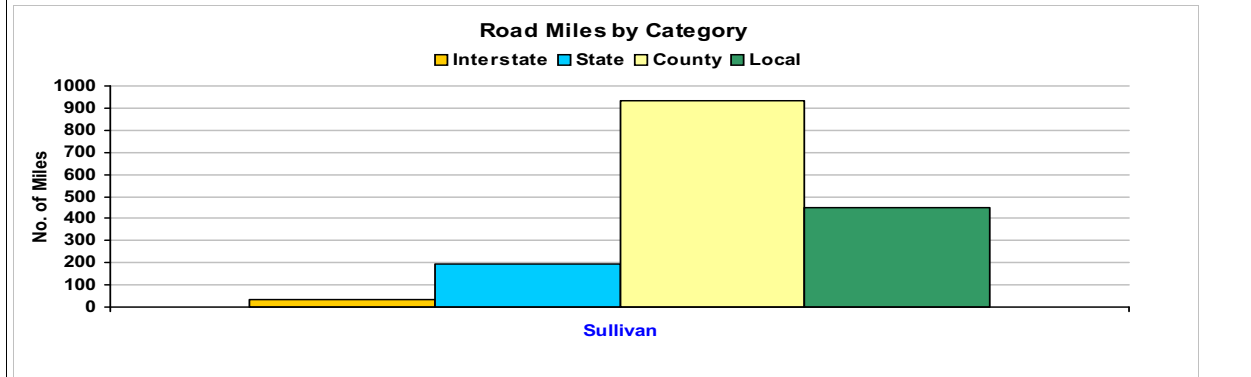 Road Miles by Category
Interstate State County Local
No. of Miles
1000
900
800
700
600
500
400
300
200
100
0
Sullivan